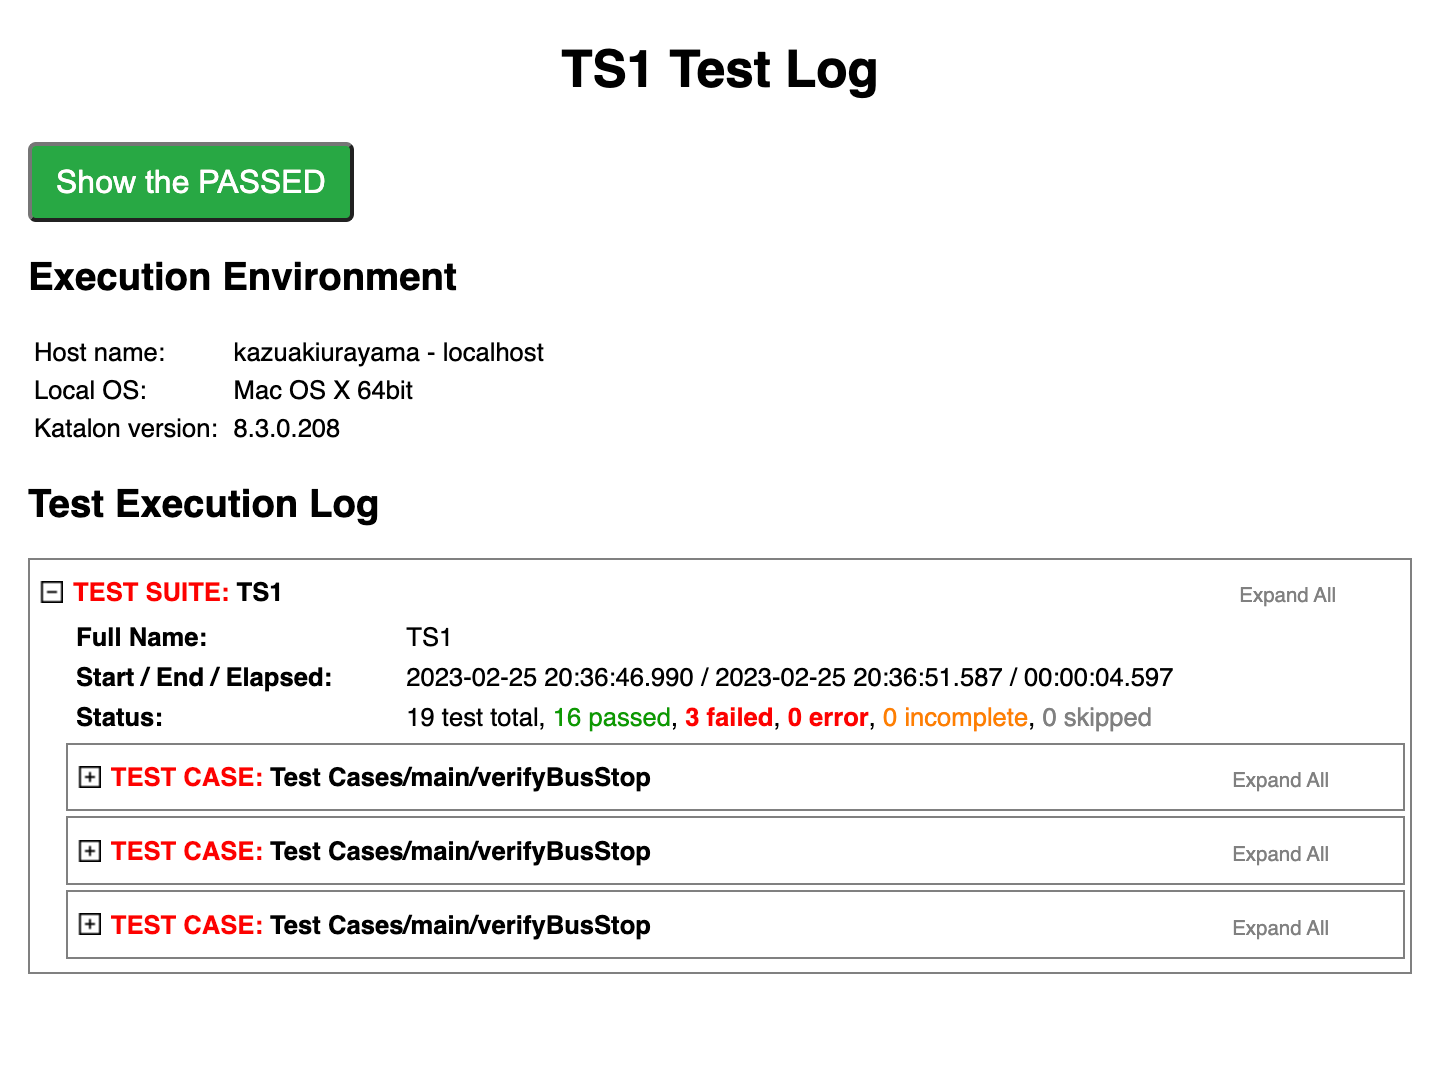 TS1 Test Log
Show the PASSED
Execution Environment
Host name: kazuakiurayama - localhost
Local OS: Mac OS X 64bit
Katalon version: 8.3.0.208
Test Execution Log
TEST SUITE: TS1 Expand All
Full Name: TS1
Start / End / Elapsed: 2023-02-25 20:36:46.990 / 2023-02-25 20:36:51.587 / 00:00:04.597
Status: 19 test total, 16 passed, 3 failed, 0 error, 0 incomplete, 0 skipped
TEST CASE: Test Cases/main/verifyBusStop Expand All
TEST CASE: Test Cases/main/verifyBusStop Expand All
TEST CASE: Test Cases/main/verifyBusStop Expand All